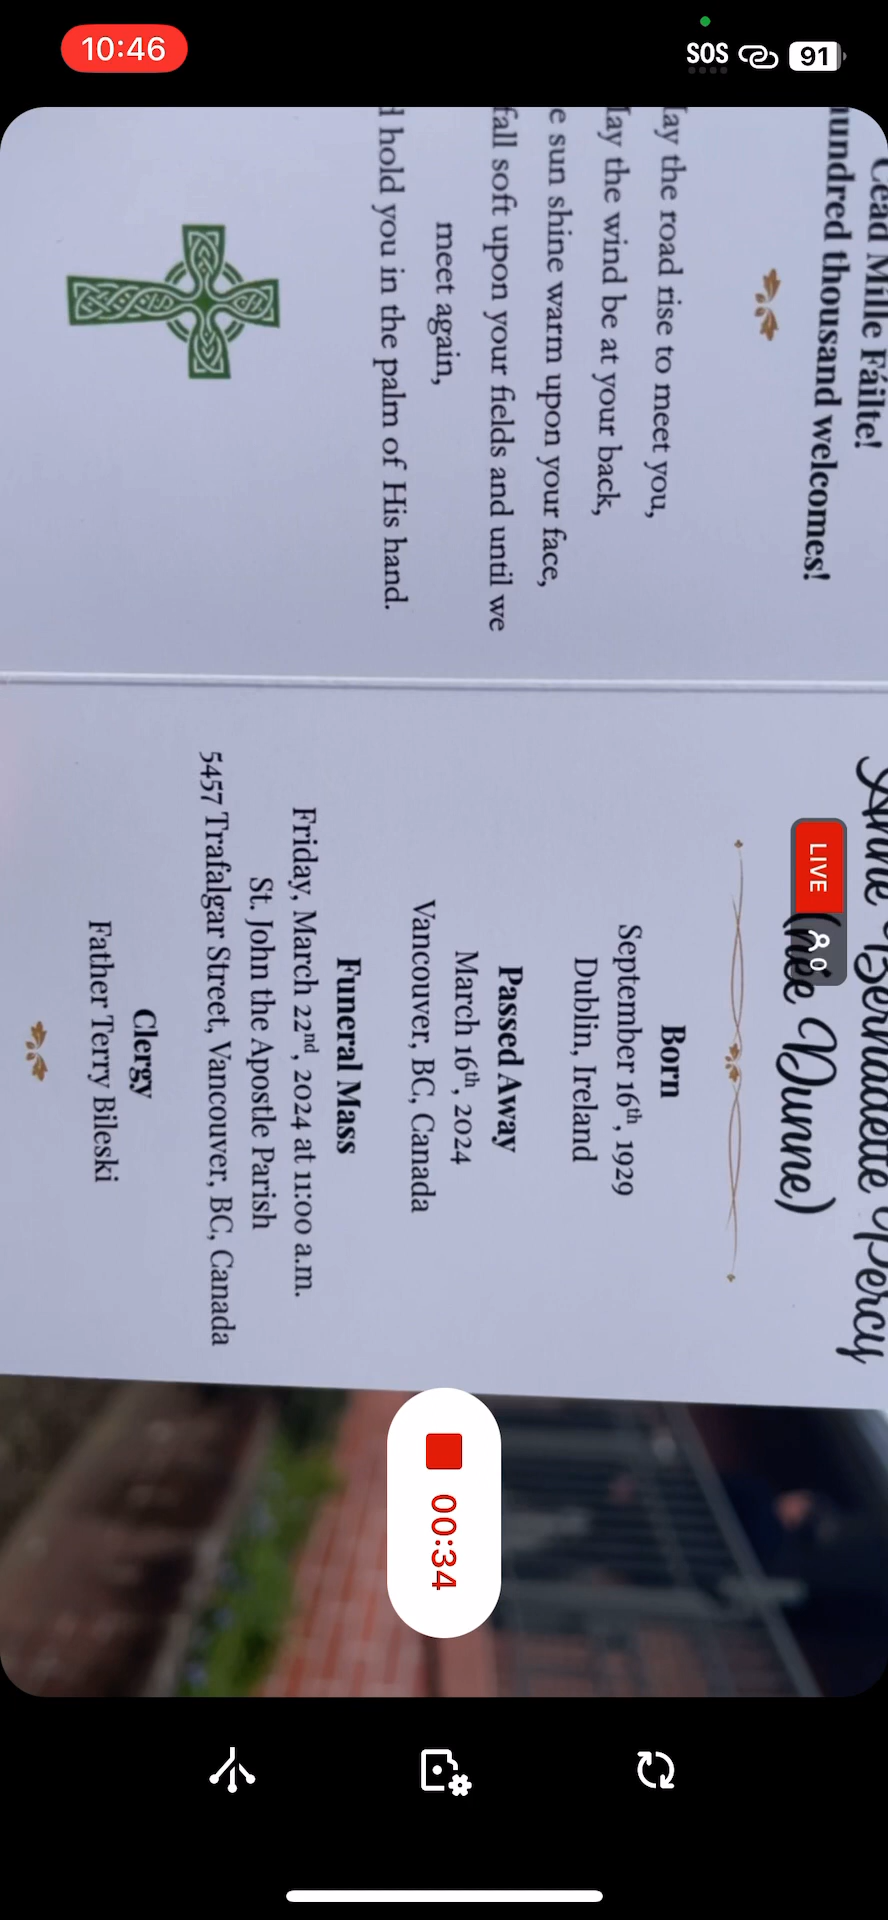 10:46
SOS
91
Céad Míle Fáilte!
hundred thousand welcomes!
May the road rise to meet you,
May the wind be at your back,
e sun shine warm upon your face,
fall soft upon your fields and until we
meet again,
d hold you in the palm of His hand.
Anne Bernadette Percy
(née Dunne)
LIVE
0
Born
September 16th, 1929
Dublin, Ireland
Passed Away
March 16th, 2024
Vancouver, BC, Canada
Funeral Mass
Friday, March 22nd, 2024 at 11:00 a.m.
St. John the Apostle Parish
5457 Trafalgar Street, Vancouver, BC, Canada
Clergy
Father Terry Bileski
00:34